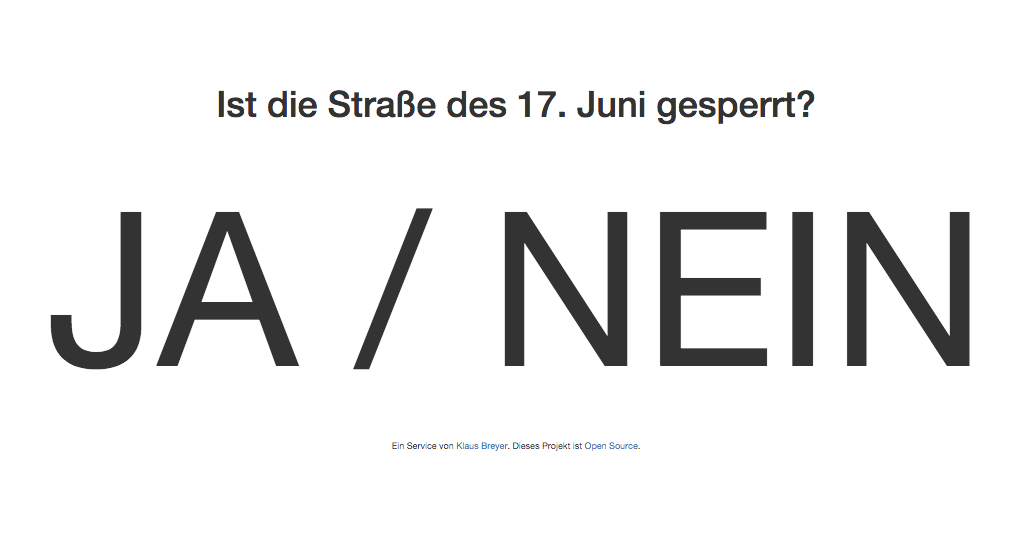 Ist die Straße des 17. Juni gesperrt?
JA / NEIN
Ein Service von Klaus Breyer. Dieses Projekt ist Open Source.